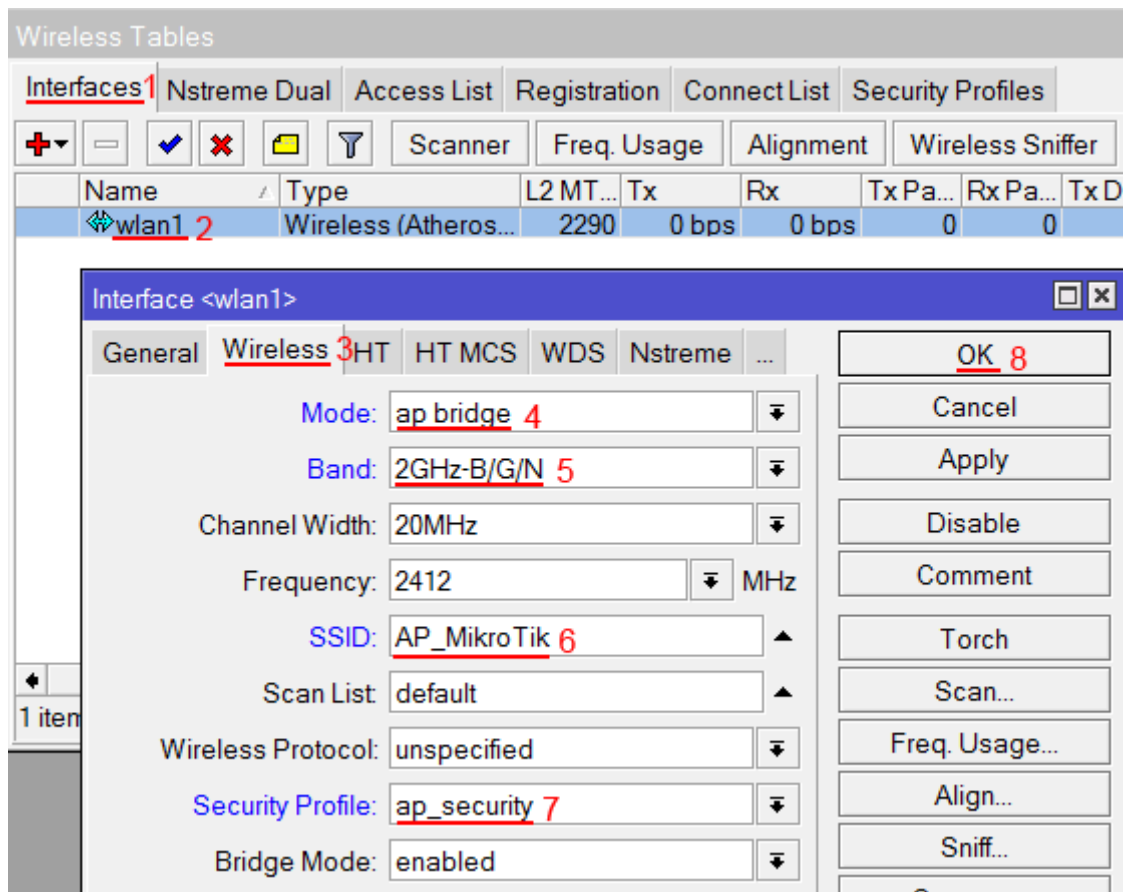 Wireless Tables
Interfaces 1 Nstreme Dual Access List Registration Connect List Security Profiles
Scanner Freq. Usage Alignment Wireless Sniffer
Name Type L2 MT... Tx Rx Tx Pa... Rx Pa... Tx D
wlan1 2 Wireless (Atheros... 2290 0 bps 0 bps 0 0
Interface <wlan1>
General Wireless 3 HT HT MCS WDS Nstreme ...
OK 8
Mode: ap bridge 4
Cancel
Band: 2GHz-B/G/N 5
Apply
Channel Width: 20MHz
Disable
Frequency: 2412 MHz
Comment
SSID: AP_MikroTik 6
Torch
Scan List: default
Scan...
1 item
Wireless Protocol: unspecified
Freq. Usage...
Security Profile: ap_security 7
Align...
Bridge Mode: enabled
Sniff...